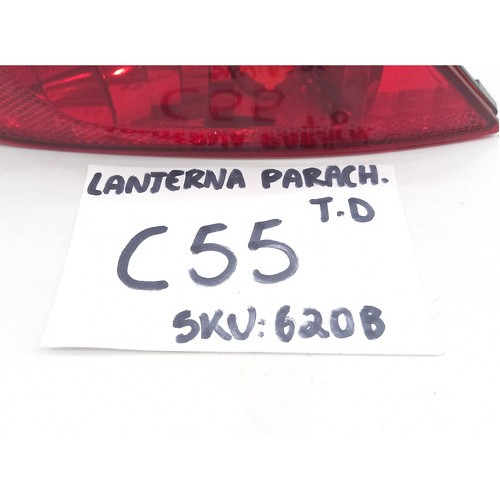 LANTERNA PARACH.
T.D
C55
SKU: 620B